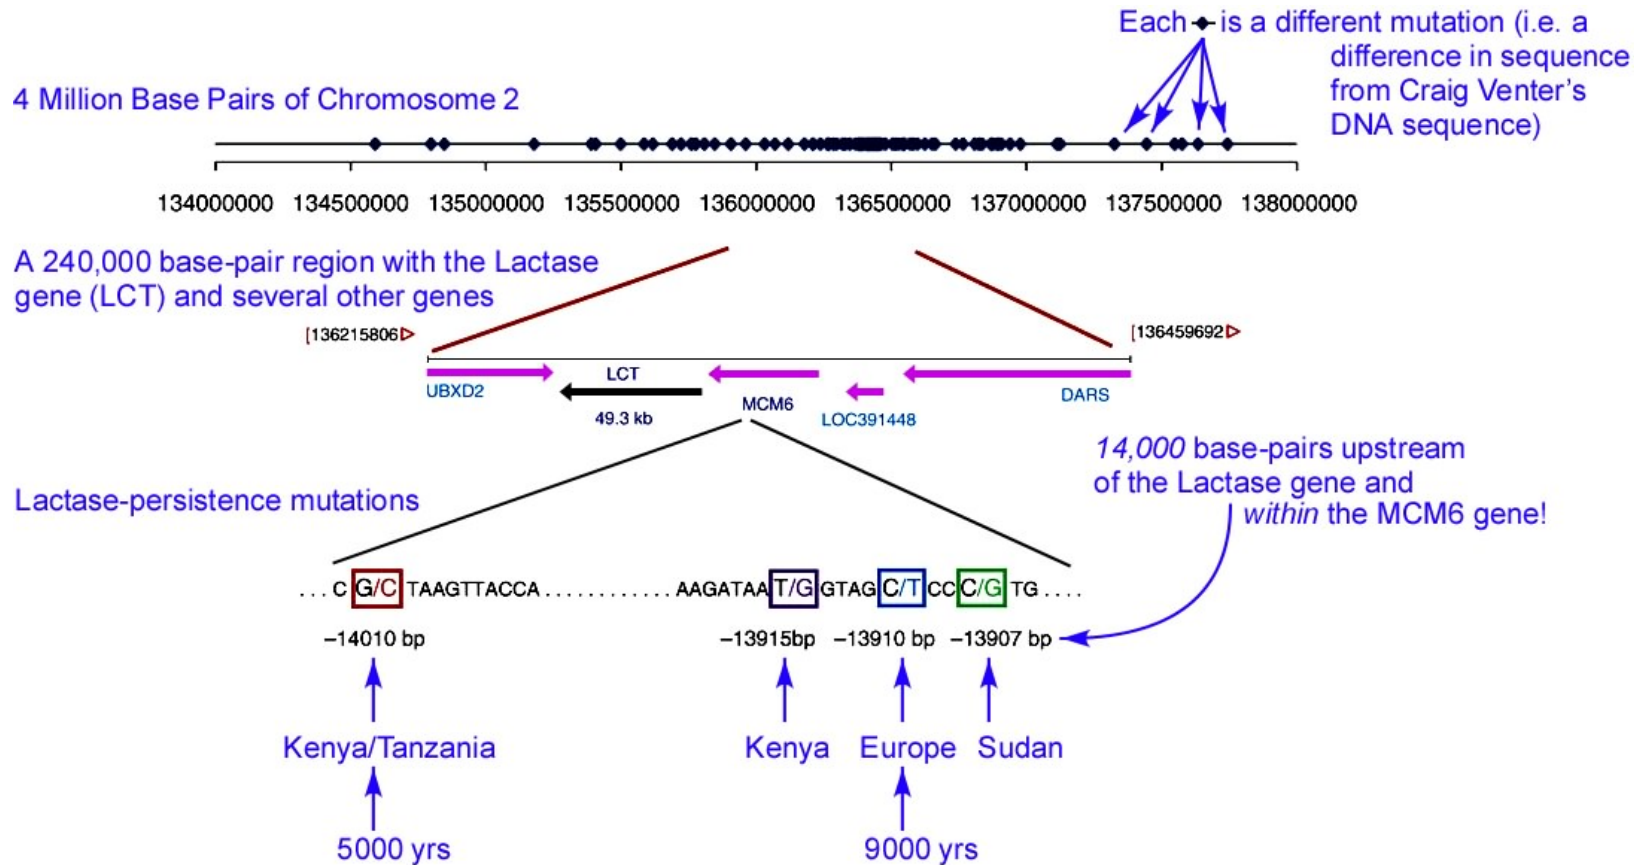 Each is a different mutation (i.e. a
difference in sequence
from Craig Venter's
DNA sequence)
4 Million Base Pairs of Chromosome 2
134000000 134500000 135000000 135500000 136000000 136500000 137000000 137500000 138000000
A 240,000 base-pair region with the Lactase
gene (LCT) and several other genes
[136215806
[136459692
UBXD2
LCT
49.3 kb
MCM6
LOC391448
DARS
14,000 base-pairs upstream
of the Lactase gene and
within the MCM6 gene!
Lactase-persistence mutations
...C G/C TAAGTTACCA............AAGATAA T/G GTAG C/T CC C/G TG....
–14010 bp –13915bp –13910 bp –13907 bp
Kenya/Tanzania Kenya Europe Sudan
5000 yrs 9000 yrs